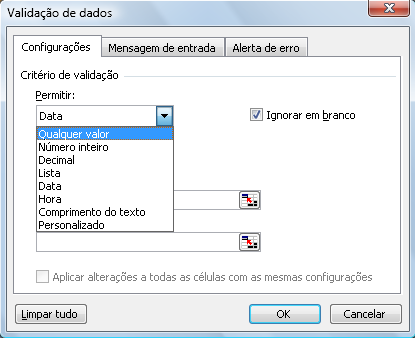 Validação de dados
Configurações
Mensagem de entrada
Alerta de erro
Critério de validação
Permitir:
Data
Ignorar em branco
Qualquer valor
Número inteiro
Decimal
Lista
Data
Hora
Comprimento do texto
Personalizado
Aplicar alterações a todas as células com as mesmas configurações
Limpar tudo
OK
Cancelar